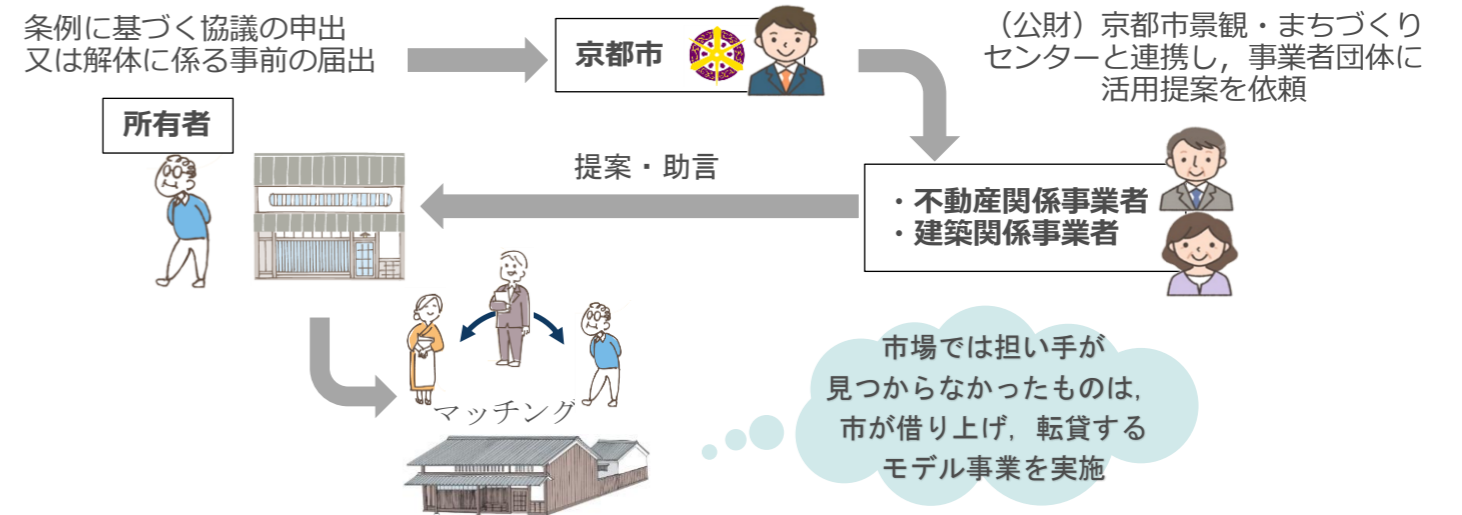 条例に基づく協議の申出
又は解体に係る事前の届出
京都市
（公財）京都市景観・まちづくり
センターと連携し，事業者団体に
活用提案を依頼
所有者
提案・助言
・不動産関係事業者
・建築関係事業者
マッチング
市場では担い手が
見つからなかったものは，
市が借り上げ，転貸する
モデル事業を実施